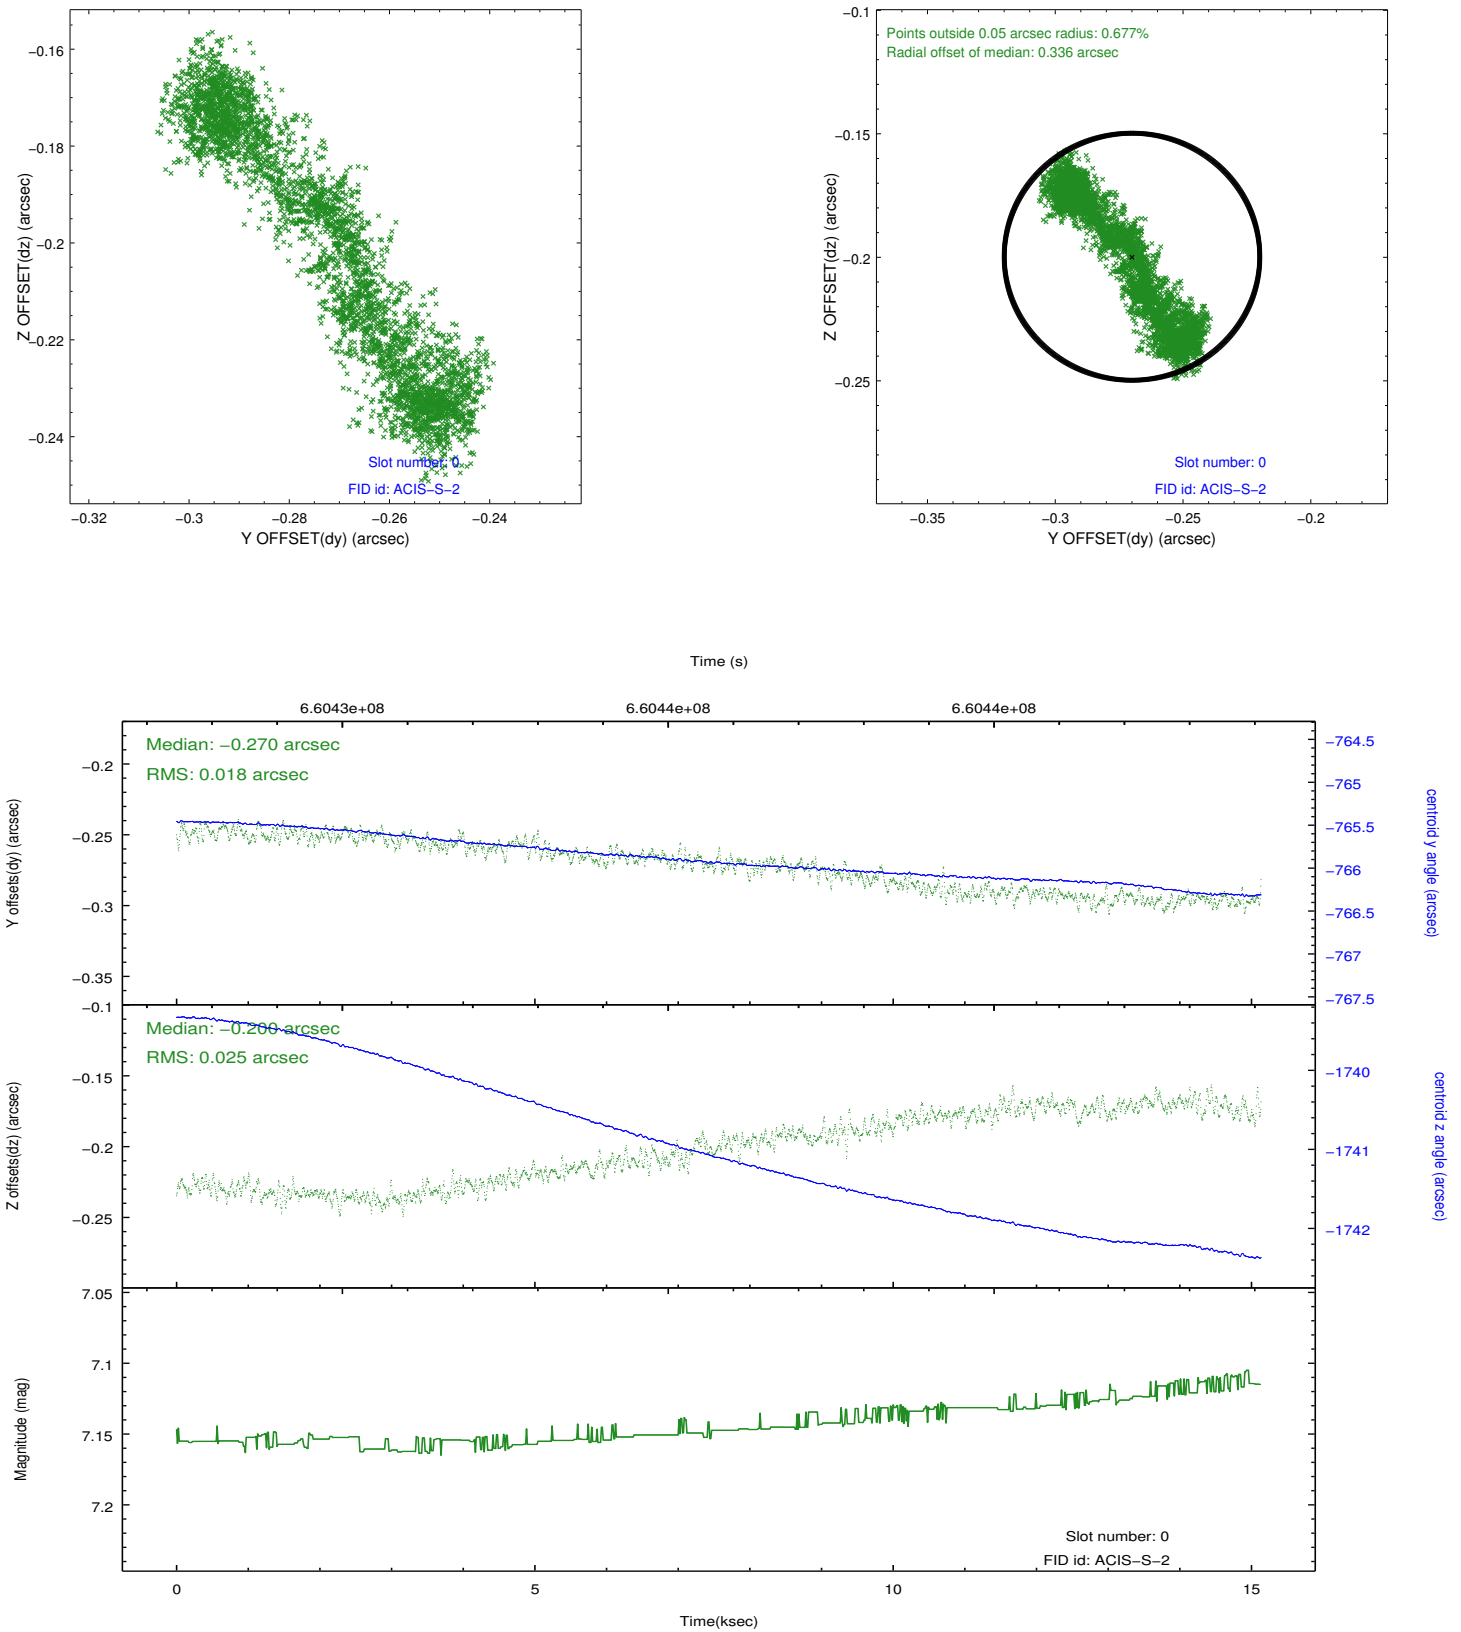 −0.16
−0.18
−0.2
−0.22
−0.24
Z OFFSET(dz) (arcsec)
Slot number: 0
FID id: ACIS−S−2
−0.32
−0.3
−0.28
−0.26
−0.24
Y OFFSET(dy) (arcsec)
−0.1
−0.15
−0.2
−0.25
Z OFFSET(dz) (arcsec)
Points outside 0.05 arcsec radius: 0.677%
Radial offset of median: 0.336 arcsec
Slot number: 0
FID id: ACIS−S−2
−0.35
−0.3
−0.25
−0.2
Y OFFSET(dy) (arcsec)
Time (s)
6.6043e+08
6.6044e+08
6.6044e+08
Median: −0.270 arcsec
RMS: 0.018 arcsec
−0.2
−0.25
−0.3
−0.35
Y offsets(dy) (arcsec)
−764.5
−765
−765.5
−766
−766.5
−767
−767.5
centroid y angle (arcsec)
Median: −0.200 arcsec
RMS: 0.025 arcsec
−0.1
−0.15
−0.2
−0.25
Z offsets(dz) (arcsec)
−1740
−1741
−1742
centroid z angle (arcsec)
7.05
7.1
7.15
7.2
Magnitude (mag)
Slot number: 0
FID id: ACIS−S−2
0
5
10
15
Time(ksec)